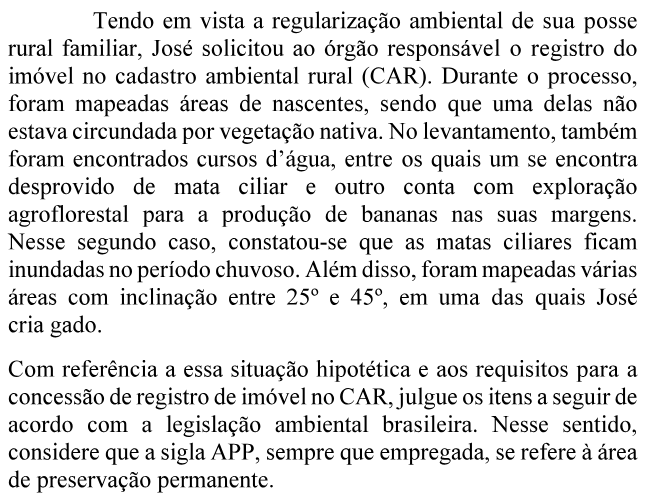 Tendo em vista a regularização ambiental de sua posse
rural familiar, José solicitou ao órgão responsável o registro do
imóvel no cadastro ambiental rural (CAR). Durante o processo,
foram mapeadas áreas de nascentes, sendo que uma delas não
estava circundada por vegetação nativa. No levantamento, também
foram encontrados cursos d’água, entre os quais um se encontra
desprovido de mata ciliar e outro conta com exploração
agroflorestal para a produção de bananas nas suas margens.
Nesse segundo caso, constatou-se que as matas ciliares ficam
inundadas no período chuvoso. Além disso, foram mapeadas várias
áreas com inclinação entre 25º e 45º, em uma das quais José
cria gado.
Com referência a essa situação hipotética e aos requisitos para a
concessão de registro de imóvel no CAR, julgue os itens a seguir de
acordo com a legislação ambiental brasileira. Nesse sentido,
considere que a sigla APP, sempre que empregada, se refere à área
de preservação permanente.